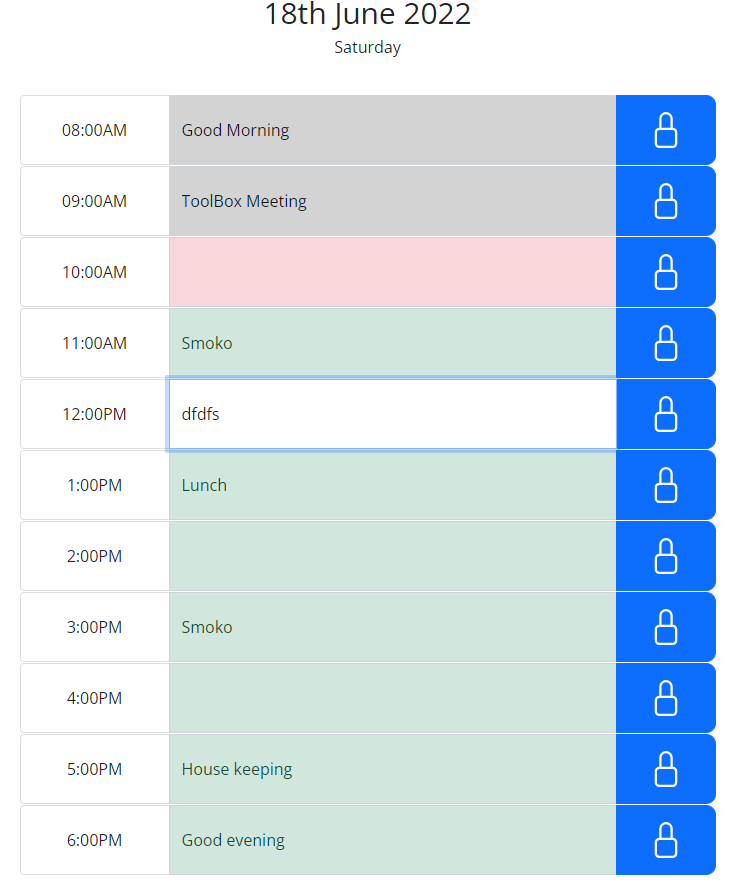 18th June 2022
Saturday
08:00AM Good Morning
09:00AM ToolBox Meeting
10:00AM
11:00AM Smoko
12:00PM dfdfs
1:00PM Lunch
2:00PM
3:00PM Smoko
4:00PM
5:00PM House keeping
6:00PM Good evening